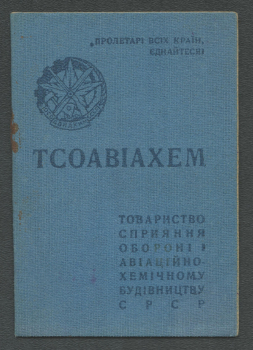 „ПРОЛЕТАРІ ВСІХ КРАЇН,
ЄДНАЙТЕСЯ!
ТСОАВІАХЕМ
ТОВАРИСТВО
СПРИЯННЯ
ОБОРОНІ І
АВІАЦІЙНО-
ХЕМІЧНОМУ
БУДІВНИЦТВУ
СРСР